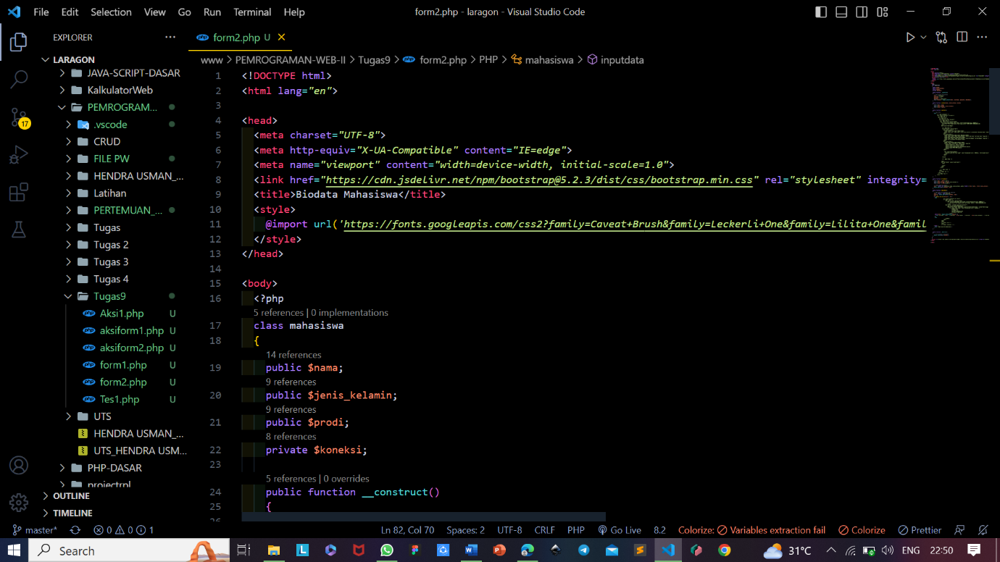 File Edit Selection View Go Run Terminal Help
form2.php - laragon - Visual Studio Code
EXPLORER
LARAGON
JAVA-SCRIPT-DASAR
KalkulatorWeb
PEMROGRAM...
.vscode
CRUD
FILE PW
HENDRA USMAN_...
Latihan
PERTEMUAN_...
Tugas
Tugas 2
Tugas 3
Tugas 4
Tugas9
Aksi1.php U
aksiform1.php U
aksiform2.php U
form1.php U
form2.php U
Tes1.php U
UTS
HENDRA USMAN_...
UTS_HENDRA USM...
PHP-DASAR
projectrpl
OUTLINE
TIMELINE
17
form2.php U
www > PEMROGRAMAN-WEB-II > Tugas9 > form2.php > PHP > mahasiswa > inputdata
1 <!DOCTYPE html>
2 <html lang="en">
3
4 <head>
5 <meta charset="UTF-8">
6 <meta http-equiv="X-UA-Compatible" content="IE=edge">
7 <meta name="viewport" content="width=device-width, initial-scale=1.0">
8 <link href="https://cdn.jsdelivr.net/npm/bootstrap@5.2.3/dist/css/bootstrap.min.css" rel="stylesheet" integrity=
9 <title>Biodata Mahasiswa</title>
10 <style>
11 @import url('https://fonts.googleapis.com/css2?family=Caveat+Brush&family=Leckerli+One&family=Lilita+One&famil
12 </style>
13 </head>
14
15 <body>
16 <?php
5 references | 0 implementations
17 class mahasiswa
18 {
14 references
19 public $nama;
9 references
20 public $jenis_kelamin;
9 references
21 public $prodi;
8 references
22 private $koneksi;
23
5 references | 0 overrides
24 public function __construct()
25 {
26
master* 0 0 1 Ln 82, Col 70 Spaces: 2 UTF-8 CRLF PHP Go Live 8.2 Colorize: Variables extraction fail Colorize Prettier
Search 31°C ENG 22:50